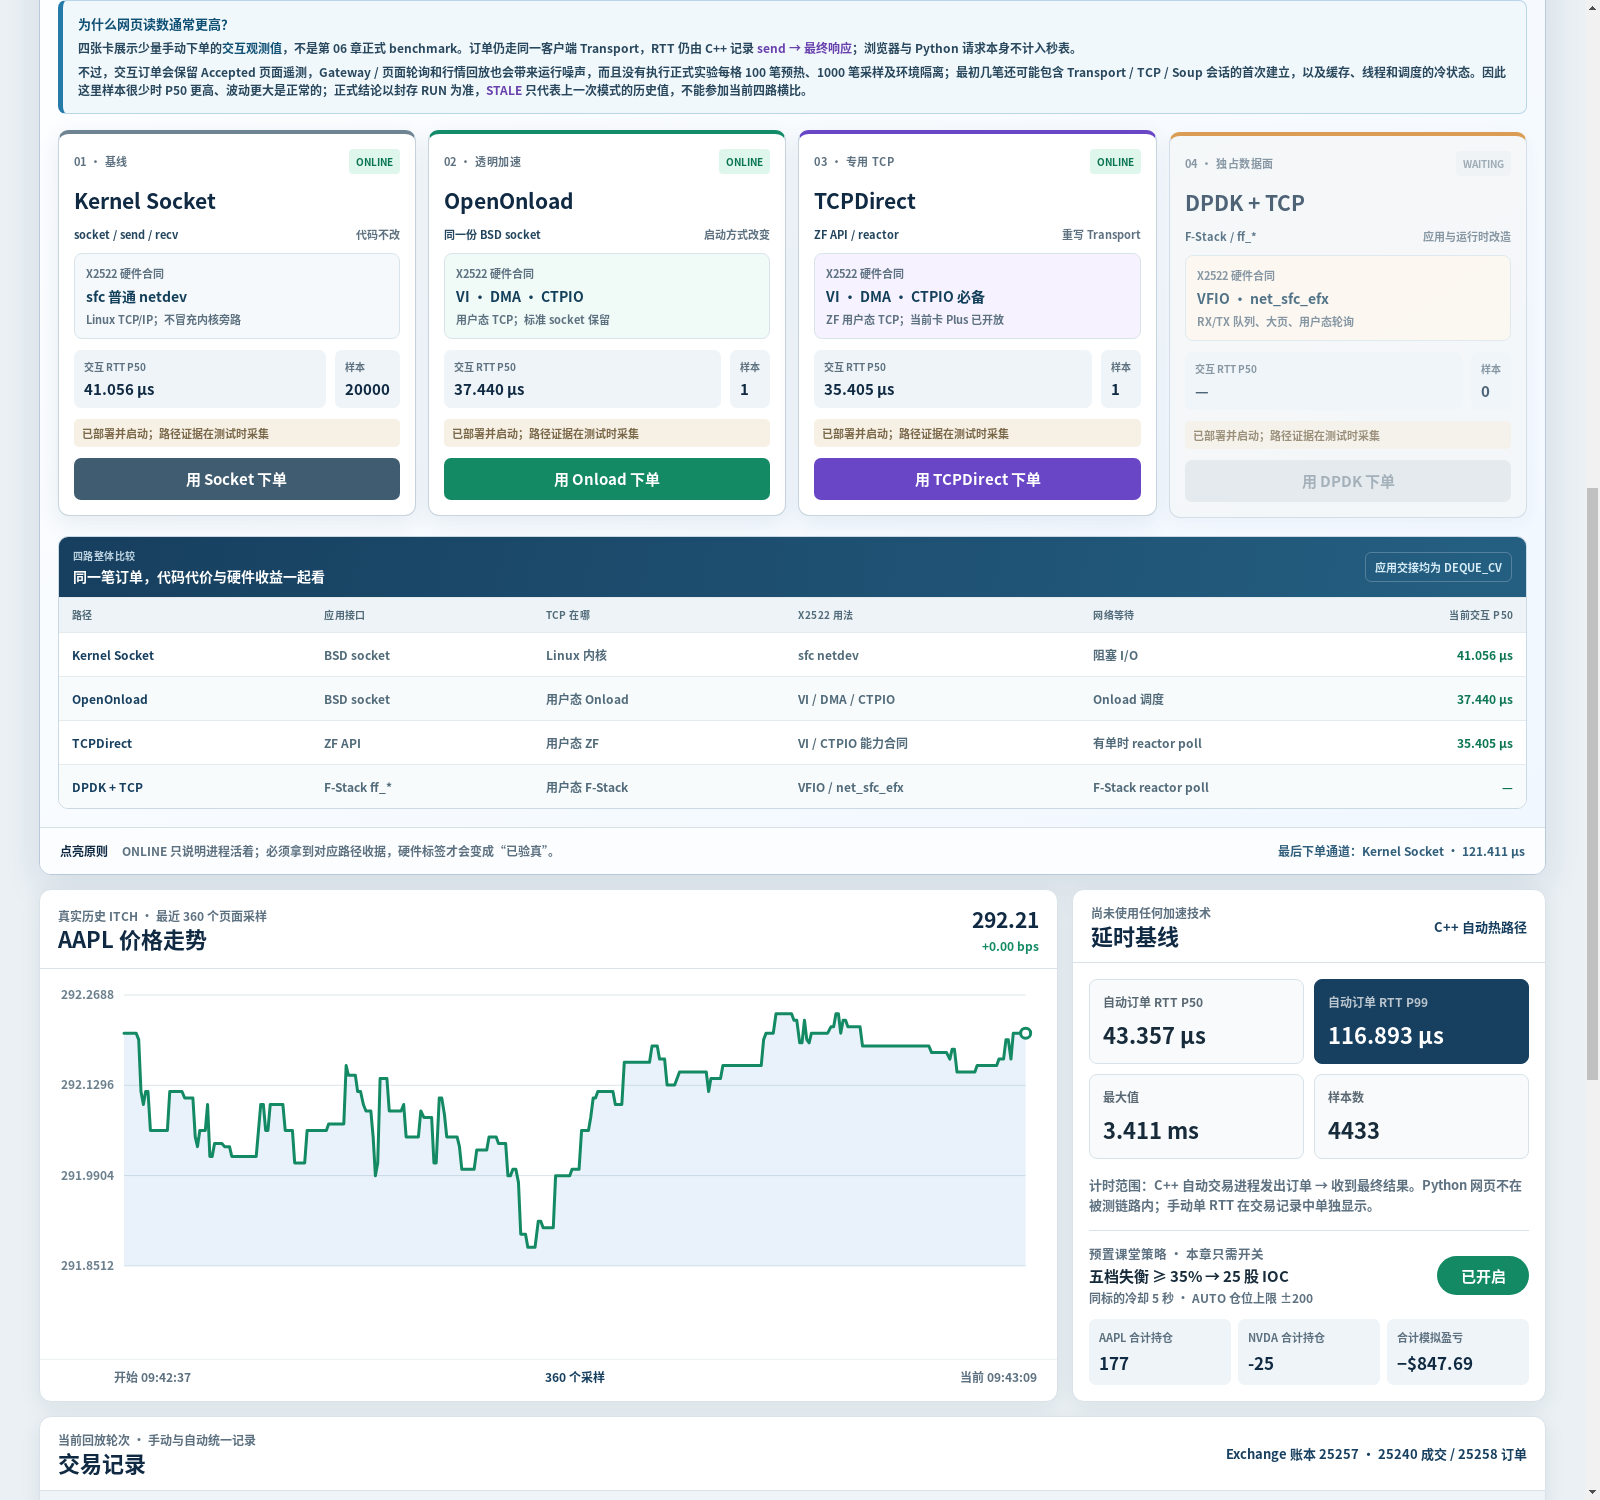 为什么网页读数通常更高？
四张卡展示少量手动下单的交互观测值，不是第 06 章正式 benchmark。订单仍走同一客户端 Transport，RTT 仍由 C++ 记录 send → 最终响应；浏览器与 Python 请求本身不计入秒表。
不过，交互订单会保留 Accepted 页面遥测，Gateway / 页面轮询和行情回放也会带来运行噪声，而且没有执行正式实验每格 100 笔预热、1000 笔采样及环境隔离；最初几笔还可能包含 Transport / TCP / Soup 会话的首次建立，以及缓存、线程和调度的冷状态。因此
这里样本很少时 P50 更高、波动更大是正常的；正式结论以封存 RUN 为准，STALE 只代表上一次模式的历史值，不能参加当前四路横比。
01 · 基线
ONLINE
Kernel Socket
socket / send / recv
代码不改
X2522 硬件合同
sfc 普通 netdev
Linux TCP/IP；不冒充内核旁路
交互 RTT P50
41.056 µs
样本
20000
已部署并启动；路径证据在测试时采集
用 Socket 下单
02 · 透明加速
ONLINE
OpenOnload
同一份 BSD socket
启动方式改变
X2522 硬件合同
VI · DMA · CTPIO
用户态 TCP；标准 socket 保留
交互 RTT P50
37.440 µs
样本
1
已部署并启动；路径证据在测试时采集
用 Onload 下单
03 · 专用 TCP
ONLINE
TCPDirect
ZF API / reactor
重写 Transport
X2522 硬件合同
VI · DMA · CTPIO 必备
ZF 用户态 TCP；当前卡 Plus 已开放
交互 RTT P50
35.405 µs
样本
1
已部署并启动；路径证据在测试时采集
用 TCPDirect 下单
04 · 独占数据面
WAITING
DPDK + TCP
F-Stack / ff_*
应用与运行时改造
X2522 硬件合同
VFIO · net_sfc_efx
RX/TX 队列、大页、用户态轮询
交互 RTT P50
—
样本
0
已部署并启动；路径证据在测试时采集
用 DPDK 下单
四路整体比较
同一笔订单，代码代价与硬件收益一起看
应用交接均为 DEQUE_CV
路径 应用接口 TCP 在哪 X2522 用法 网络等待 当前交互 P50
Kernel Socket BSD socket Linux 内核 sfc netdev 阻塞 I/O 41.056 µs
OpenOnload BSD socket 用户态 Onload VI / DMA / CTPIO Onload 调度 37.440 µs
TCPDirect ZF API 用户态 ZF VI / CTPIO 能力合同 有单时 reactor poll 35.405 µs
DPDK + TCP F-Stack ff_* 用户态 F-Stack VFIO / net_sfc_efx F-Stack reactor poll —
点亮原则 ONLINE 只说明进程活着；必须拿到对应路径收据，硬件标签才会变成“已验真”。
最后下单通道：Kernel Socket · 121.411 µs
真实历史 ITCH · 最近 360 个页面采样
AAPL 价格走势
292.21
+0.00 bps
292.2688
292.1296
291.9904
291.8512
开始 09:42:37
360 个采样
当前 09:43:09
尚未使用任何加速技术
延时基线
C++ 自动热路径
自动订单 RTT P50
43.357 µs
自动订单 RTT P99
116.893 µs
最大值
3.411 ms
样本数
4433
计时范围：C++ 自动交易进程发出订单 → 收到最终结果。Python 网页不在
被测链路内；手动单 RTT 在交易记录中单独显示。
预置课堂策略 · 本章只需开关
五档失衡 ≥ 35% → 25 股 IOC
同标的冷却 5 秒 · AUTO 仓位上限 ±200
已开启
AAPL 合计持仓
177
NVDA 合计持仓
-25
合计模拟盈亏
−$847.69
当前回放轮次 · 手动与自动统一记录
交易记录
Exchange 账本 25257 · 25240 成交 / 25258 订单